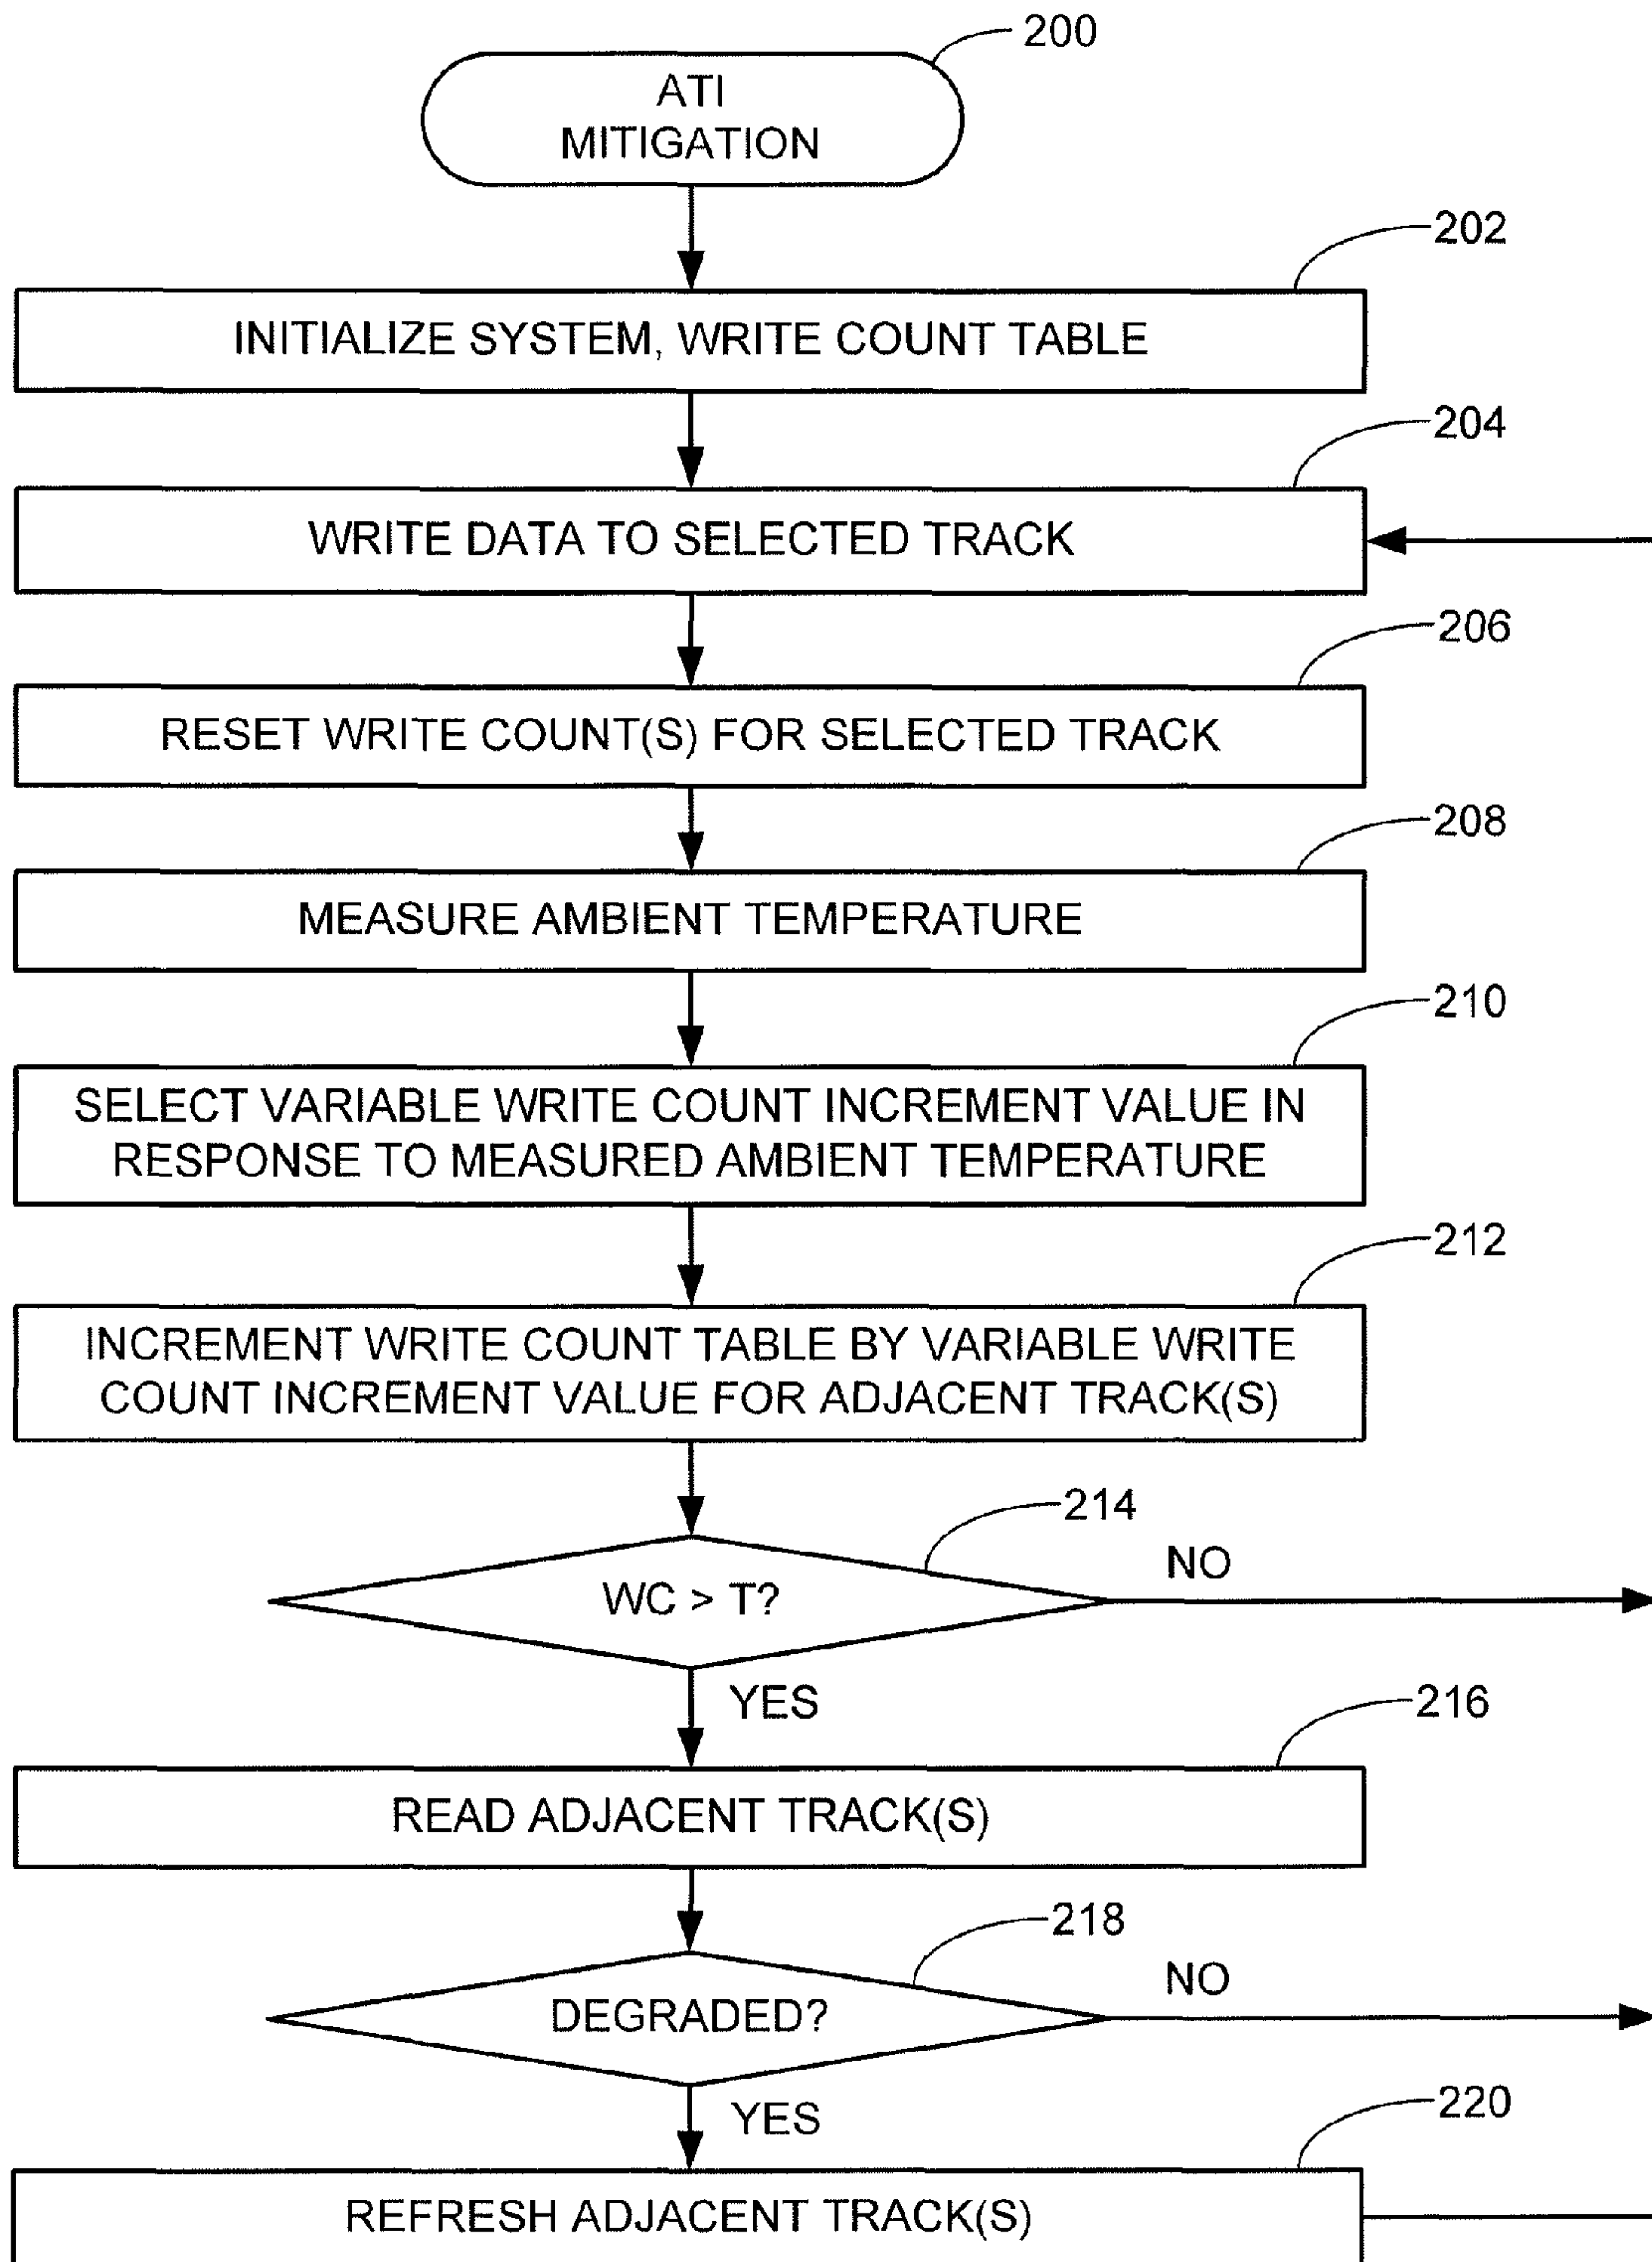 200
ATI
MITIGATION
202
INITIALIZE SYSTEM, WRITE COUNT TABLE
204
WRITE DATA TO SELECTED TRACK
206
RESET WRITE COUNT(S) FOR SELECTED TRACK
208
MEASURE AMBIENT TEMPERATURE
210
SELECT VARIABLE WRITE COUNT INCREMENT VALUE IN
RESPONSE TO MEASURED AMBIENT TEMPERATURE
212
INCREMENT WRITE COUNT TABLE BY VARIABLE WRITE
COUNT INCREMENT VALUE FOR ADJACENT TRACK(S)
214
WC > T?
NO
YES
216
READ ADJACENT TRACK(S)
218
DEGRADED?
NO
YES
220
REFRESH ADJACENT TRACK(S)